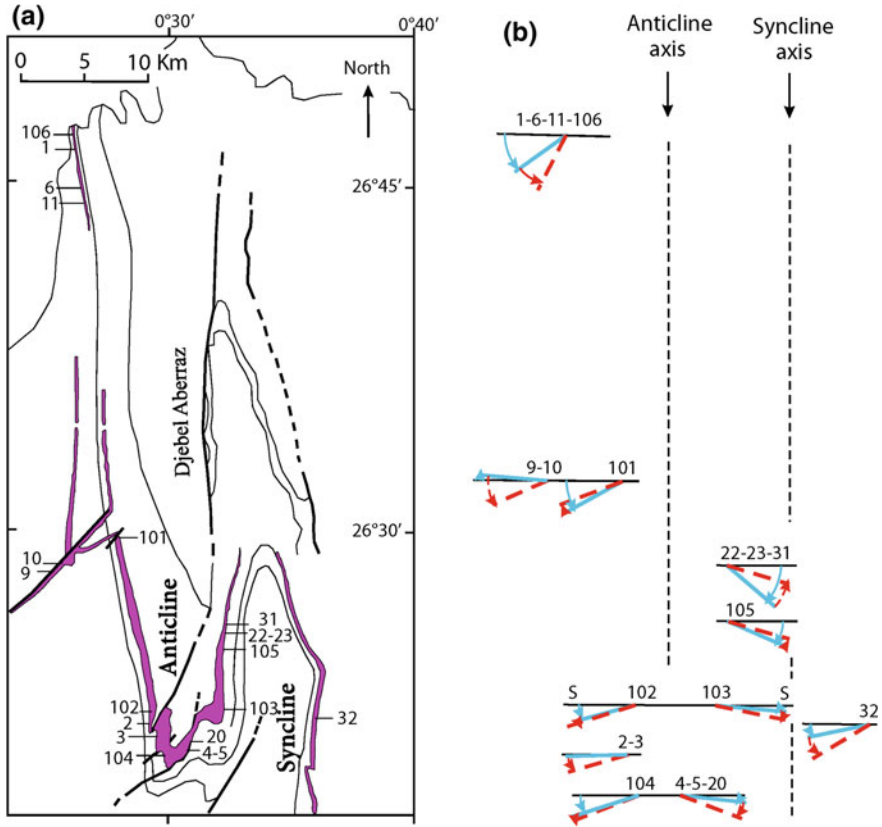 (a)
0°30′
0°40′
0 5 10 Km
North
106
1
6
11
26°45′
Djebel Aberraz
26°30′
101
10
9
Anticline
31
22-23
105
102
2
3
104
103
20
4-5
Syncline
32
(b)
Anticline
axis
Syncline
axis
1-6-11-106
9-10 101
22-23-31
105
S 102 103 S
32
2-3
104 4-5-20